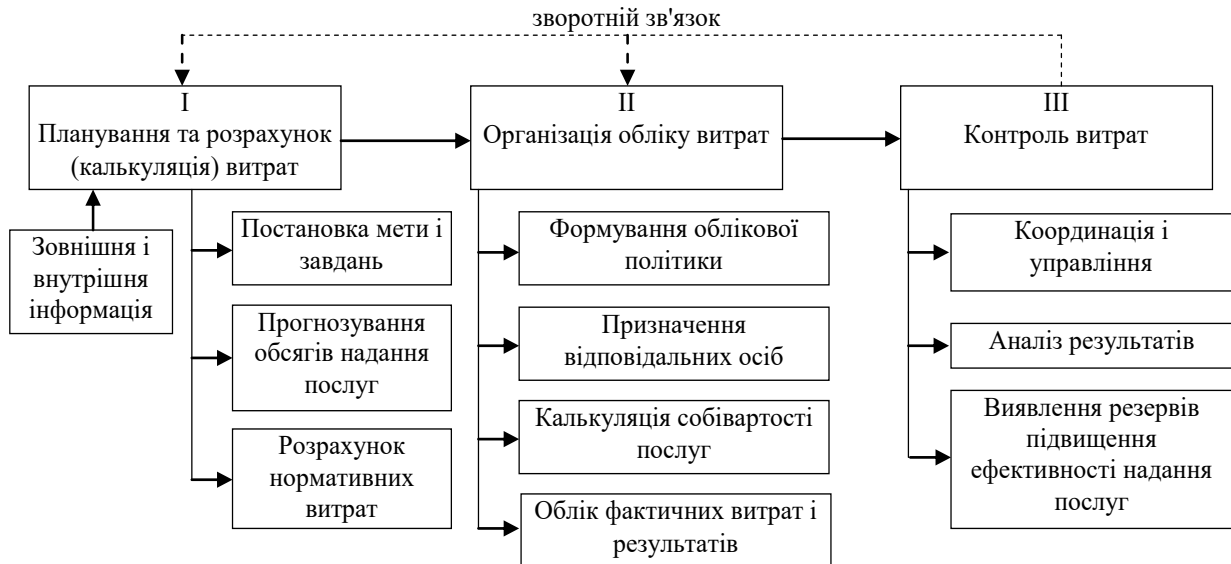 зворотній зв'язок
I
Планування та розрахунок
(калькуляція) витрат
II
Організація обліку витрат
III
Контроль витрат
Зовнішня і
внутрішня
інформація
Постановка мети і
завдань
Прогнозування
обсягів надання
послуг
Розрахунок
нормативних
витрат
Формування облікової
політики
Призначення
відповідальних осіб
Калькуляція собівартості
послуг
Облік фактичних витрат і
результатів
Координація і
управління
Аналіз результатів
Виявлення резервів
підвищення
ефективності надання
послуг